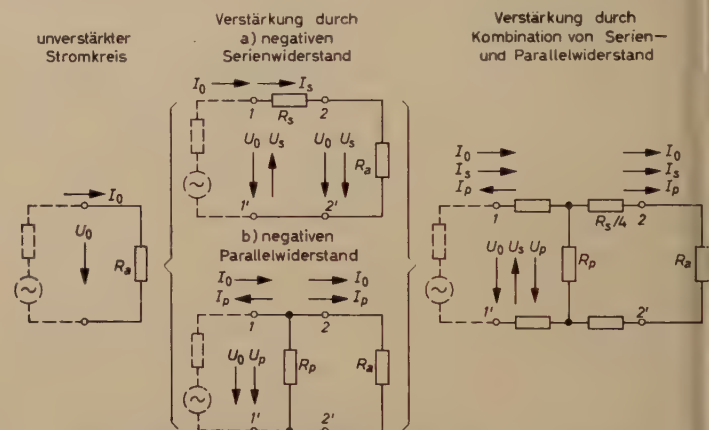 unverstärkter
Stromkreis
I0
U0
Ra
Verstärkung durch
a) negativen
Serienwiderstand
I0 Is
1 Rs 2
U0 Us U0 Us
Ra
1' 2'
b) negativen
Parallelwiderstand
I0 I0
Ip Ip
1 2
U0 Up Rp Ra
1' 2'
Verstärkung durch
Kombination von Serien-
und Parallelwiderstand
I0 I0
Is Is
Ip Ip
1 Rs/4 2
U0 Us Up Rp Ra
1' 2'